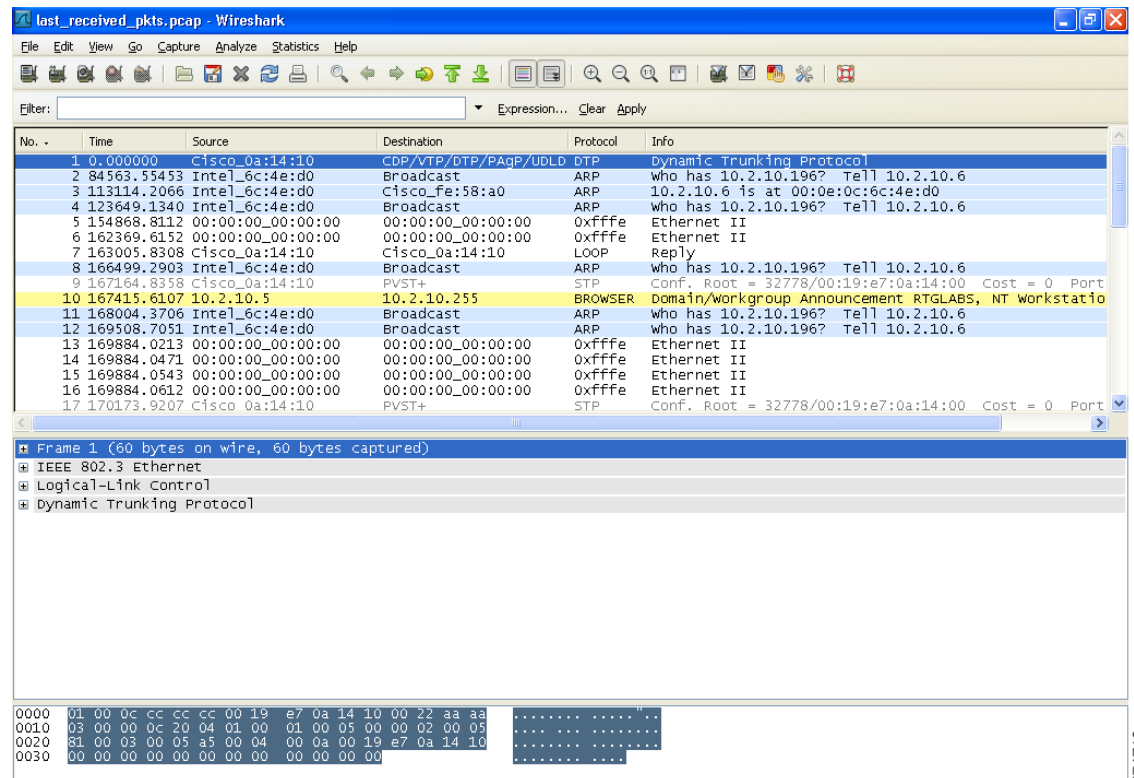 last_received_pkts.pcap - Wireshark
File Edit View Go Capture Analyze Statistics Help
Filter: Expression... Clear Apply
No. Time Source Destination Protocol Info
1 0.000000 Cisco_0a:14:10 CDP/VTP/DTP/PAgP/UDLD DTP Dynamic Trunking Protocol
2 84563.55453 Intel_6c:4e:d0 Broadcast ARP who has 10.2.10.196? Tell 10.2.10.6
3 113114.2066 Intel_6c:4e:d0 Cisco_fe:58:a0 ARP 10.2.10.6 is at 00:0e:0c:6c:4e:d0
4 123649.1340 Intel_6c:4e:d0 Broadcast ARP who has 10.2.10.196? Tell 10.2.10.6
5 154868.8112 00:00:00_00:00:00 00:00:00_00:00:00 0xfffe Ethernet II
6 162369.6152 00:00:00_00:00:00 00:00:00_00:00:00 0xfffe Ethernet II
7 163005.8308 Cisco_0a:14:10 Cisco_0a:14:10 LOOP Reply
8 166499.2903 Intel_6c:4e:d0 Broadcast ARP who has 10.2.10.196? Tell 10.2.10.6
9 167164.8358 Cisco_0a:14:10 PVST+ STP Conf. Root = 32778/00:19:e7:0a:14:00 Cost = 0 Port
10 167415.6107 10.2.10.5 10.2.10.255 BROWSER Domain/Workgroup Announcement RTGLABS, NT Workstatio
11 168004.3706 Intel_6c:4e:d0 Broadcast ARP who has 10.2.10.196? Tell 10.2.10.6
12 169508.7051 Intel_6c:4e:d0 Broadcast ARP who has 10.2.10.196? Tell 10.2.10.6
13 169884.0213 00:00:00_00:00:00 00:00:00_00:00:00 0xfffe Ethernet II
14 169884.0471 00:00:00_00:00:00 00:00:00_00:00:00 0xfffe Ethernet II
15 169884.0543 00:00:00_00:00:00 00:00:00_00:00:00 0xfffe Ethernet II
16 169884.0612 00:00:00_00:00:00 00:00:00_00:00:00 0xfffe Ethernet II
17 170173.9207 Cisco_0a:14:10 PVST+ STP Conf. Root = 32778/00:19:e7:0a:14:00 Cost = 0 Port
Frame 1 (60 bytes on wire, 60 bytes captured)
IEEE 802.3 Ethernet
Logical-Link Control
Dynamic Trunking Protocol
0000 01 00 0c cc cc cc 00 19 e7 0a 14 10 00 22 aa aa ........ ....."..
0010 03 00 00 0c 20 04 01 00 01 00 05 00 00 02 00 05 .... ... ........
0020 81 00 03 00 05 a5 00 04 00 0a 00 19 e7 0a 14 10 ........ ........
0030 00 00 00 00 00 00 00 00 00 00 00 00 ........ ....